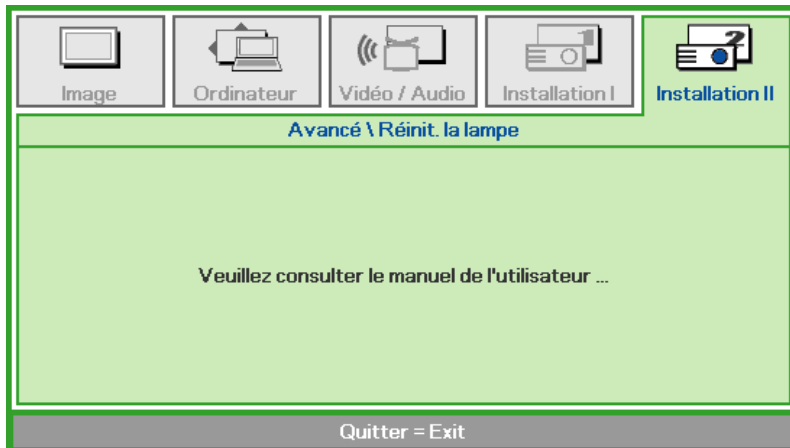 Image
Ordinateur
Vidéo / Audio
Installation I
Installation II
Avancé \ Réinit. la lampe
Veuillez consulter le manuel de l'utilisateur ...
Quitter = Exit